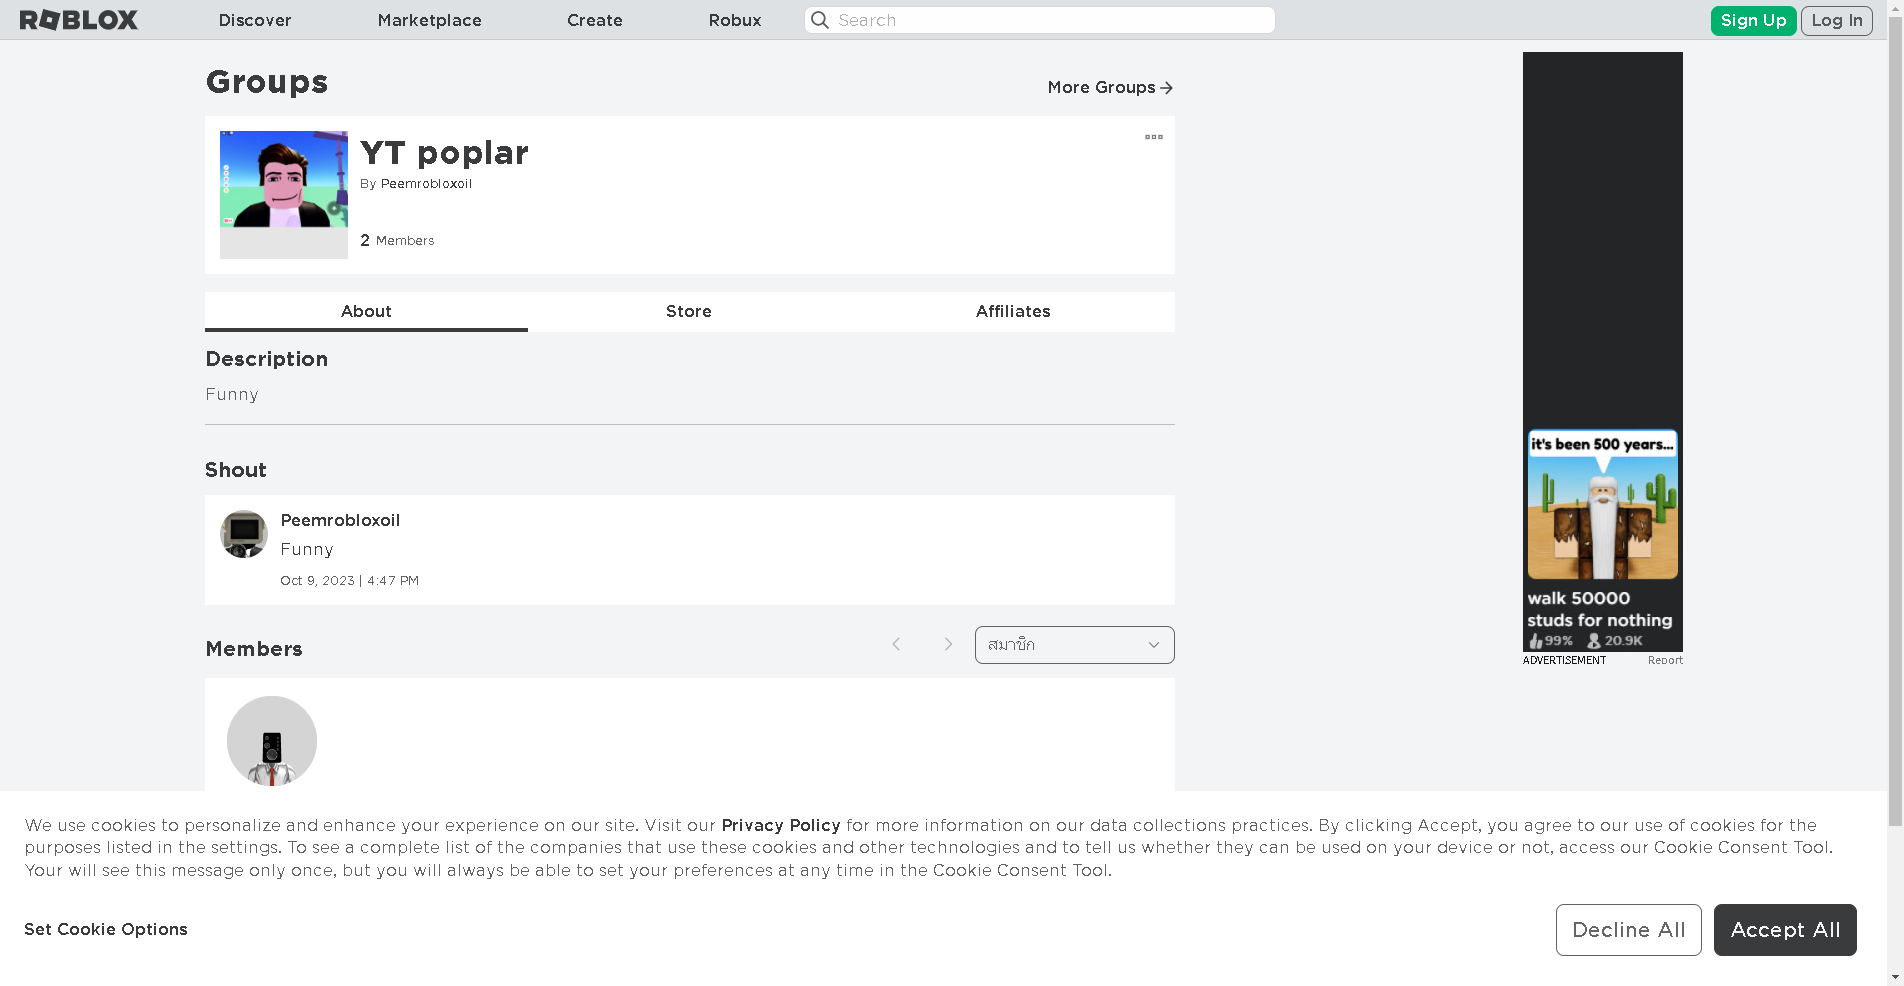 ROBLOX
Discover
Marketplace
Create
Robux
Search
Sign Up
Log In
Groups
More Groups
YT poplar
By Peemrobloxoil
2 Members
About
Store
Affiliates
Description
Funny
Shout
Peemrobloxoil
Funny
Oct 9, 2023 | 4:47 PM
Members
สมาชิก
it's been 500 years...
walk 50000
studs for nothing
99% 20.9K
ADVERTISEMENT
Report
We use cookies to personalize and enhance your experience on our site. Visit our Privacy Policy for more information on our data collections practices. By clicking Accept, you agree to our use of cookies for the
purposes listed in the settings. To see a complete list of the companies that use these cookies and other technologies and to tell us whether they can be used on your device or not, access our Cookie Consent Tool.
Your will see this message only once, but you will always be able to set your preferences at any time in the Cookie Consent Tool.
Set Cookie Options
Decline All
Accept All